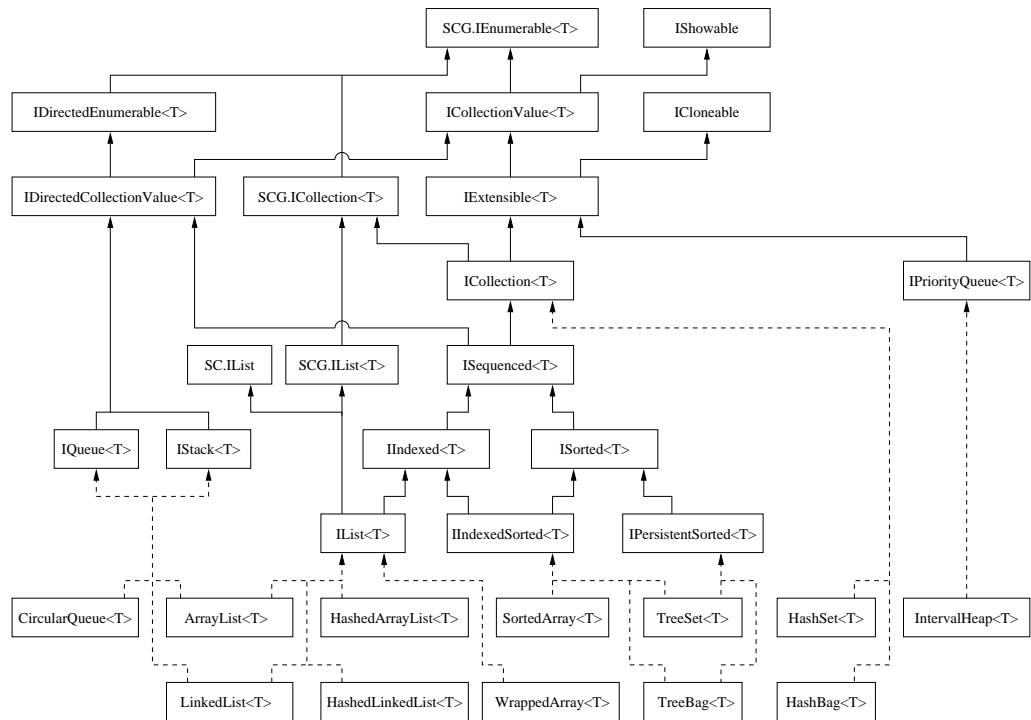 SCG.IEnumerable<T>
IShowable
IDirectedEnumerable<T>
ICollectionValue<T>
ICloneable
IDirectedCollectionValue<T>
SCG.ICollection<T>
IExtensible<T>
ICollection<T>
IPriorityQueue<T>
SC.IList
SCG.IList<T>
ISequenced<T>
IQueue<T>
IStack<T>
IIndexed<T>
ISorted<T>
IList<T>
IIndexedSorted<T>
IPersistentSorted<T>
CircularQueue<T>
ArrayList<T>
HashedArrayList<T>
SortedArray<T>
TreeSet<T>
HashSet<T>
IntervalHeap<T>
LinkedList<T>
HashedLinkedList<T>
WrappedArray<T>
TreeBag<T>
HashBag<T>